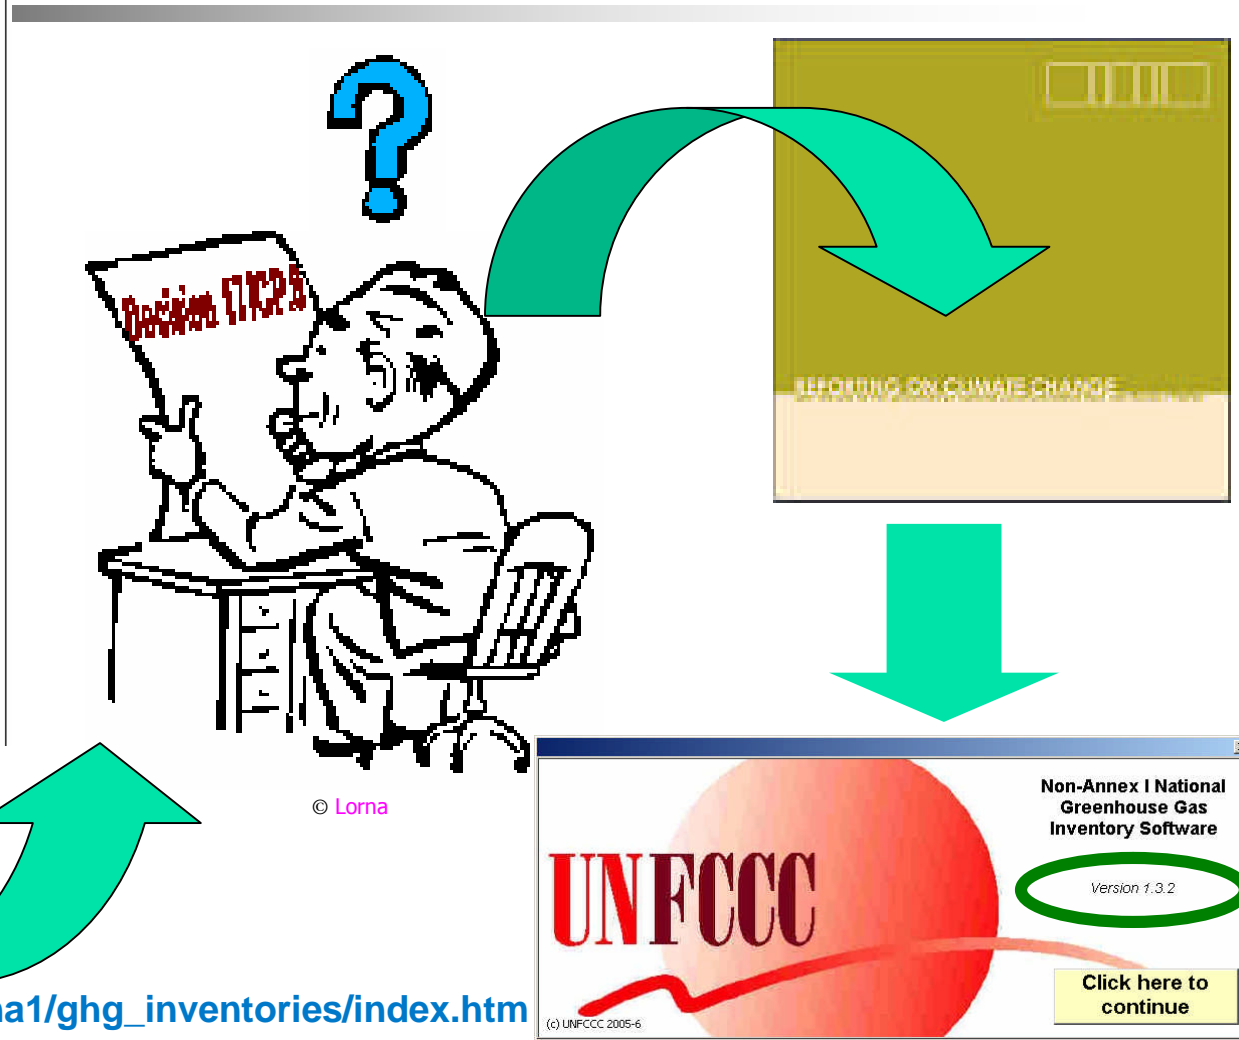 ?
Decision 17/CP.8
REPORTING ON CLIMATE CHANGE
© Lorna
Non-Annex I National
Greenhouse Gas
Inventory Software
Version 1.3.2
UNFCCC
Click here to
continue
(c) UNFCCC 2005-6
na1/ghg_inventories/index.htm